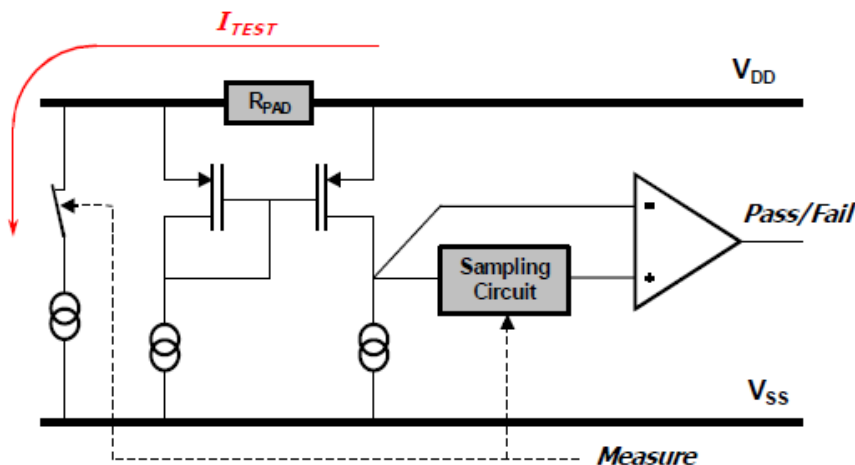 I_TEST
V_DD
R_PAD
Pass/Fail
-
Sampling
Circuit
+
V_SS
Measure